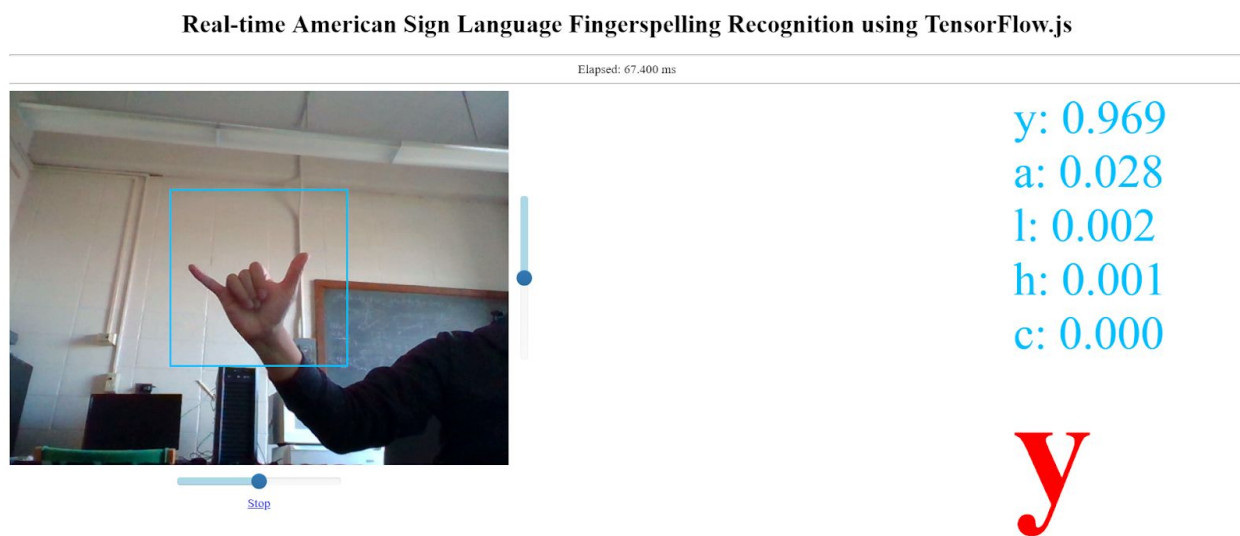 Real-time American Sign Language Fingerspelling Recognition using TensorFlow.js
Elapsed: 67.400 ms
y: 0.969
a: 0.028
l: 0.002
h: 0.001
c: 0.000
y
Stop